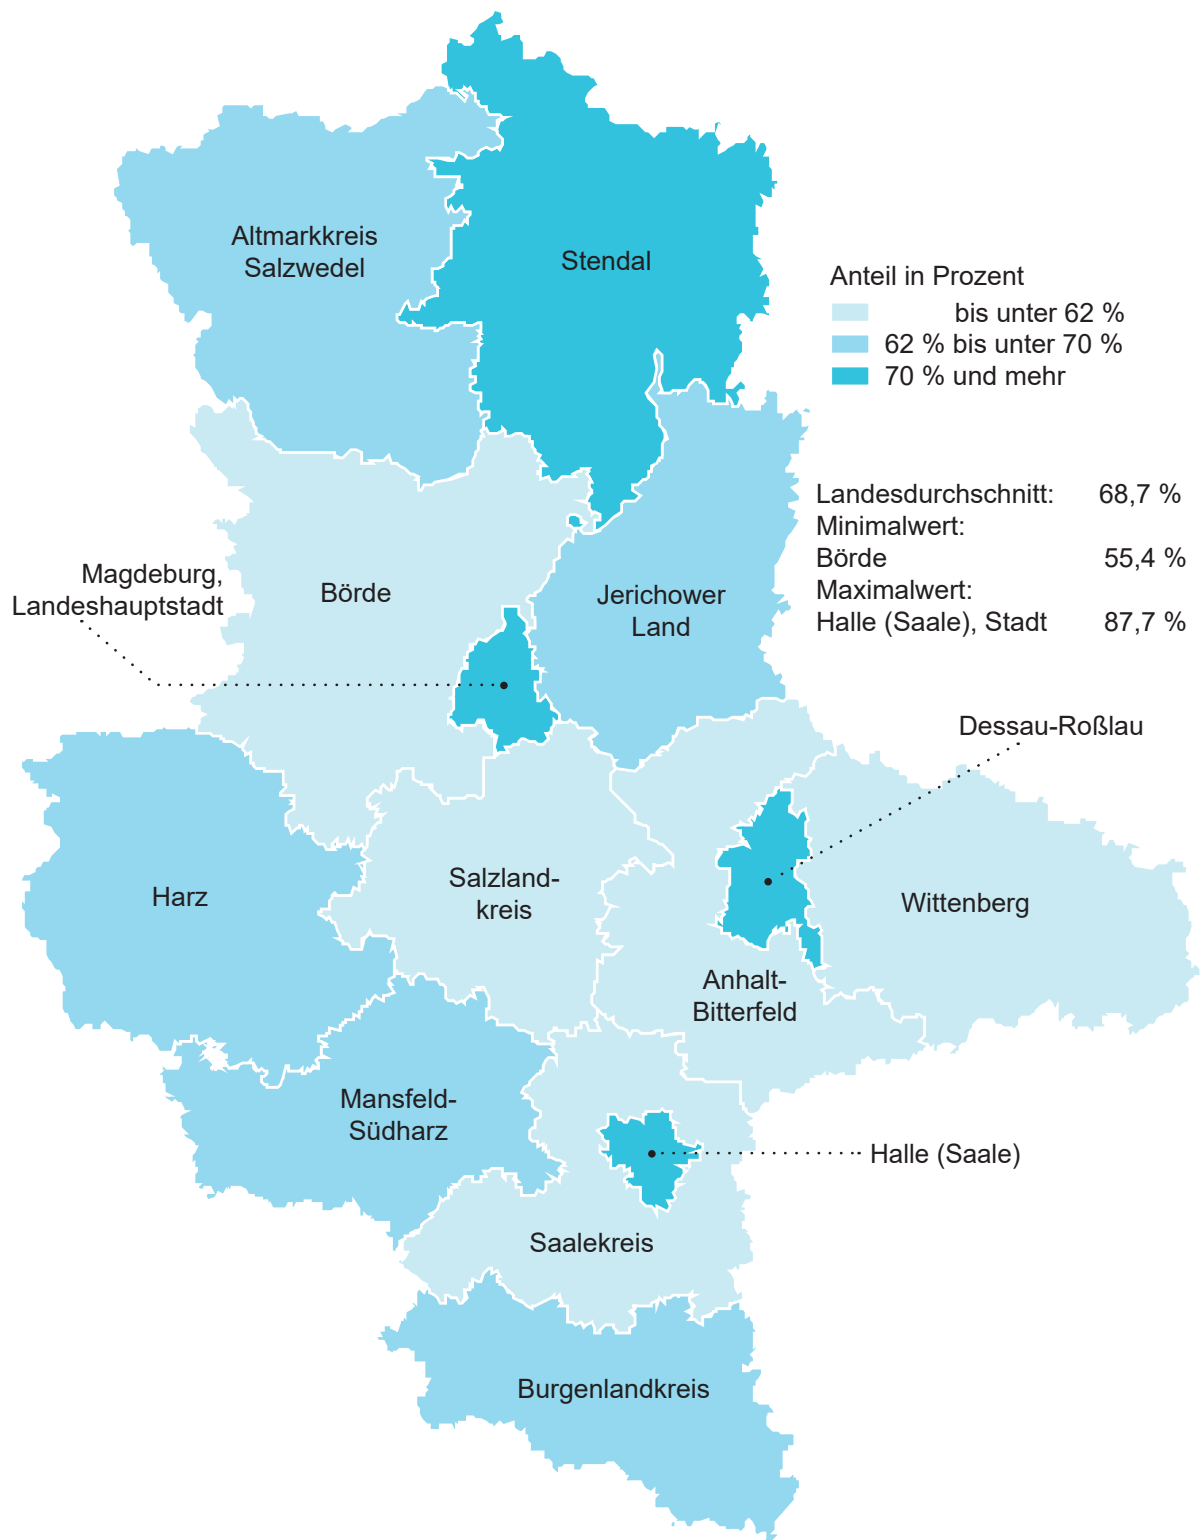 Altmarkkreis
Salzwedel
Stendal
Anteil in Prozent
bis unter 62 %
62 % bis unter 70 %
70 % und mehr
Landesdurchschnitt: 68,7 %
Minimalwert:
Börde 55,4 %
Maximalwert:
Halle (Saale), Stadt 87,7 %
Magdeburg,
Landeshauptstadt
Börde
Jerichower
Land
Dessau-Roßlau
Harz
Salzland-
kreis
Wittenberg
Anhalt-
Bitterfeld
Mansfeld-
Südharz
Halle (Saale)
Saalekreis
Burgenlandkreis